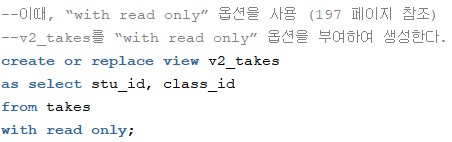 --이때, “with read only” 옵션을 사용 (197 페이지 참조)
--v2_takes를 “with read only” 옵션을 부여하여 생성한다.
create or replace view v2_takes
as select stu_id, class_id
from takes
with read only;